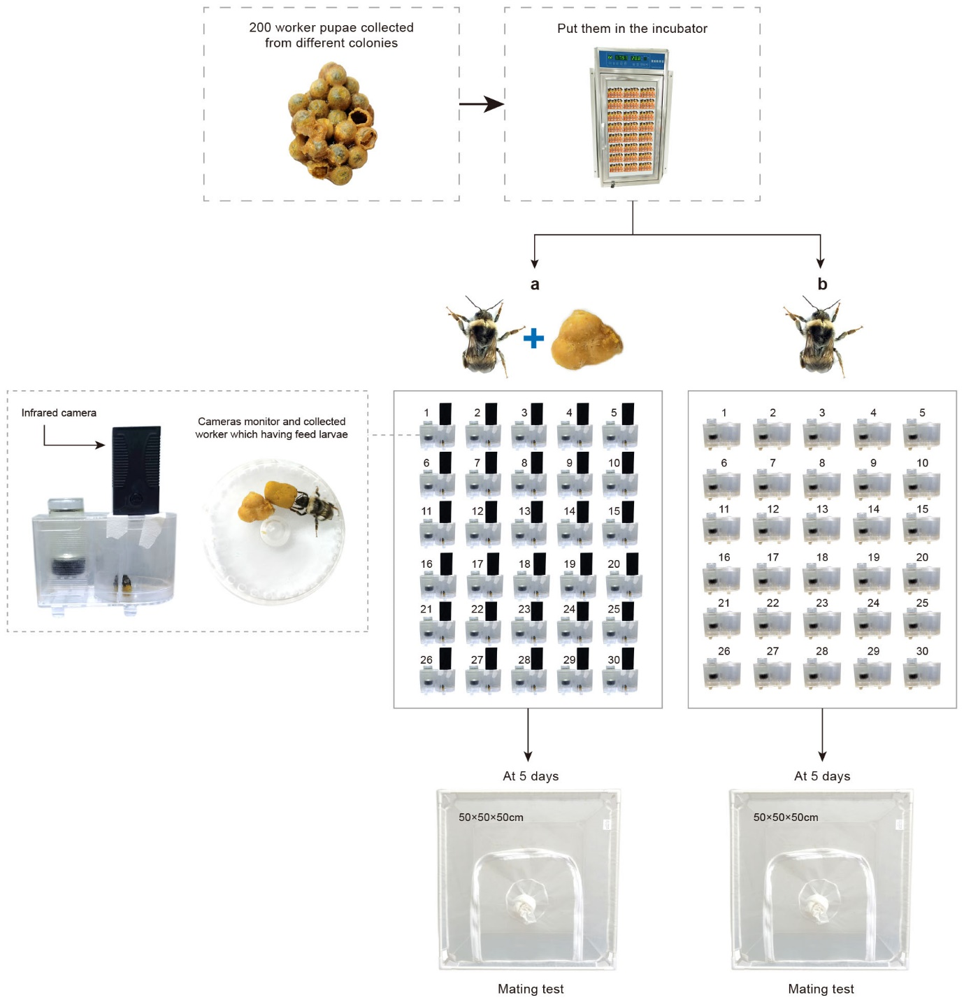 200 worker pupae collected
from different colonies
Put them in the incubator
a
b
Infrared camera
Cameras monitor and collected
worker which having feed larvae
1 2 3 4 5
6 7 8 9 10
11 12 13 14 15
16 17 18 19 20
21 22 23 24 25
26 27 28 29 30
1 2 3 4 5
6 7 8 9 10
11 12 13 14 15
16 17 18 19 20
21 22 23 24 25
26 27 28 29 30
At 5 days
50×50×50cm
Mating test
At 5 days
50×50×50cm
Mating test